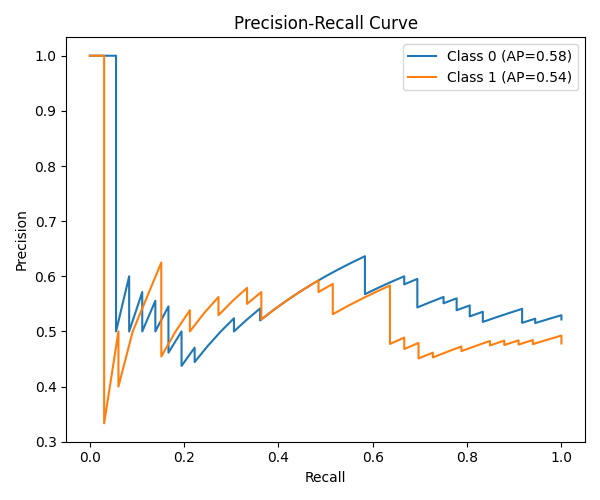 Precision-Recall Curve
Class 0 (AP=0.58)
Class 1 (AP=0.54)
Precision
1.0
0.9
0.8
0.7
0.6
0.5
0.4
0.3
0.0 0.2 0.4 0.6 0.8 1.0
Recall